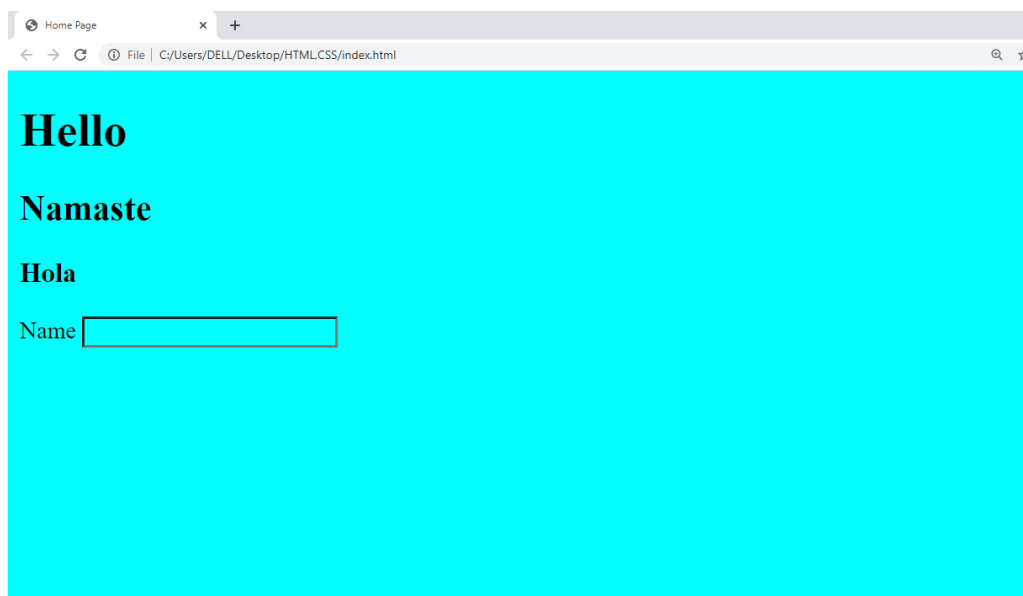 Home Page
File | C:/Users/DELL/Desktop/HTML,CSS/index.html
Hello
Namaste
Hola
Name